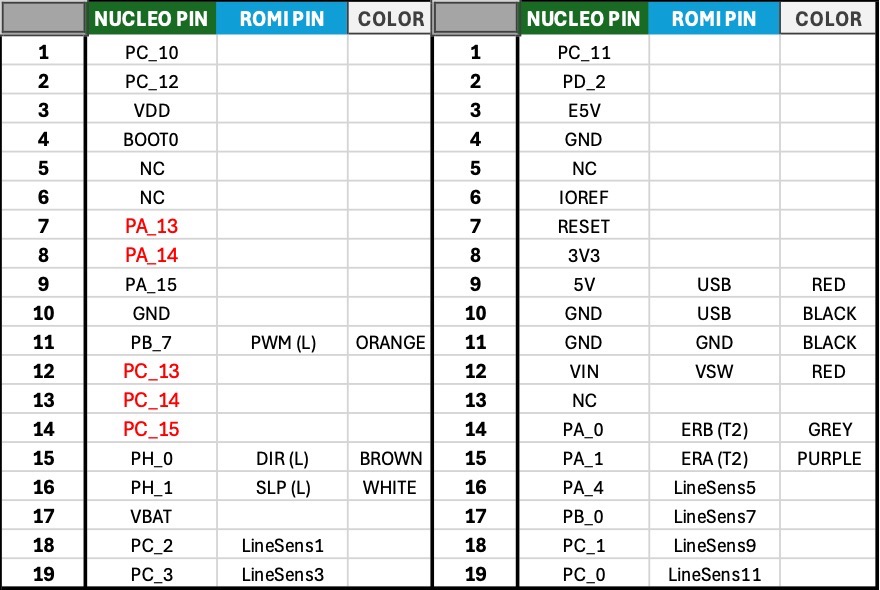 NUCLEO PIN ROMI PIN COLOR NUCLEO PIN ROMI PIN COLOR
1 PC_10 1 PC_11
2 PC_12 2 PD_2
3 VDD 3 E5V
4 BOOT0 4 GND
5 NC 5 NC
6 NC 6 IOREF
7 PA_13 7 RESET
8 PA_14 8 3V3
9 PA_15 9 5V USB RED
10 GND 10 GND USB BLACK
11 PB_7 PWM (L) ORANGE 11 GND GND BLACK
12 PC_13 12 VIN VSW RED
13 PC_14 13 NC
14 PC_15 14 PA_0 ERB (T2) GREY
15 PH_0 DIR (L) BROWN 15 PA_1 ERA (T2) PURPLE
16 PH_1 SLP (L) WHITE 16 PA_4 LineSens5
17 VBAT 17 PB_0 LineSens7
18 PC_2 LineSens1 18 PC_1 LineSens9
19 PC_3 LineSens3 19 PC_0 LineSens11